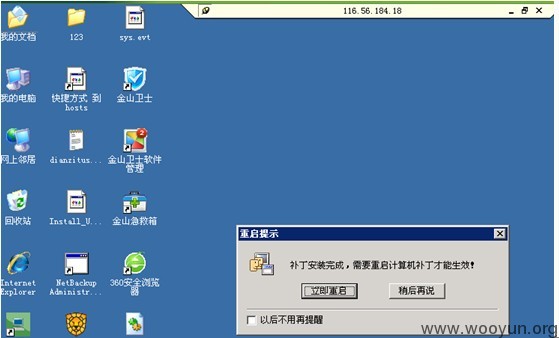 116.56.184.18
我的文档
123
sys.evt
我的电脑
快捷方式 到
hosts
金山卫士
网上邻居
dianzitus...
金山卫士软件
管理
2
回收站
Install_U...
金山急救箱
Internet
Explorer
NetBackup
Administr...
360安全浏览
器
重启提示
补丁安装完成，需要重启计算机补丁才能生效！
立即重启
稍后再说
以后不用再提醒
www.wooyun.org